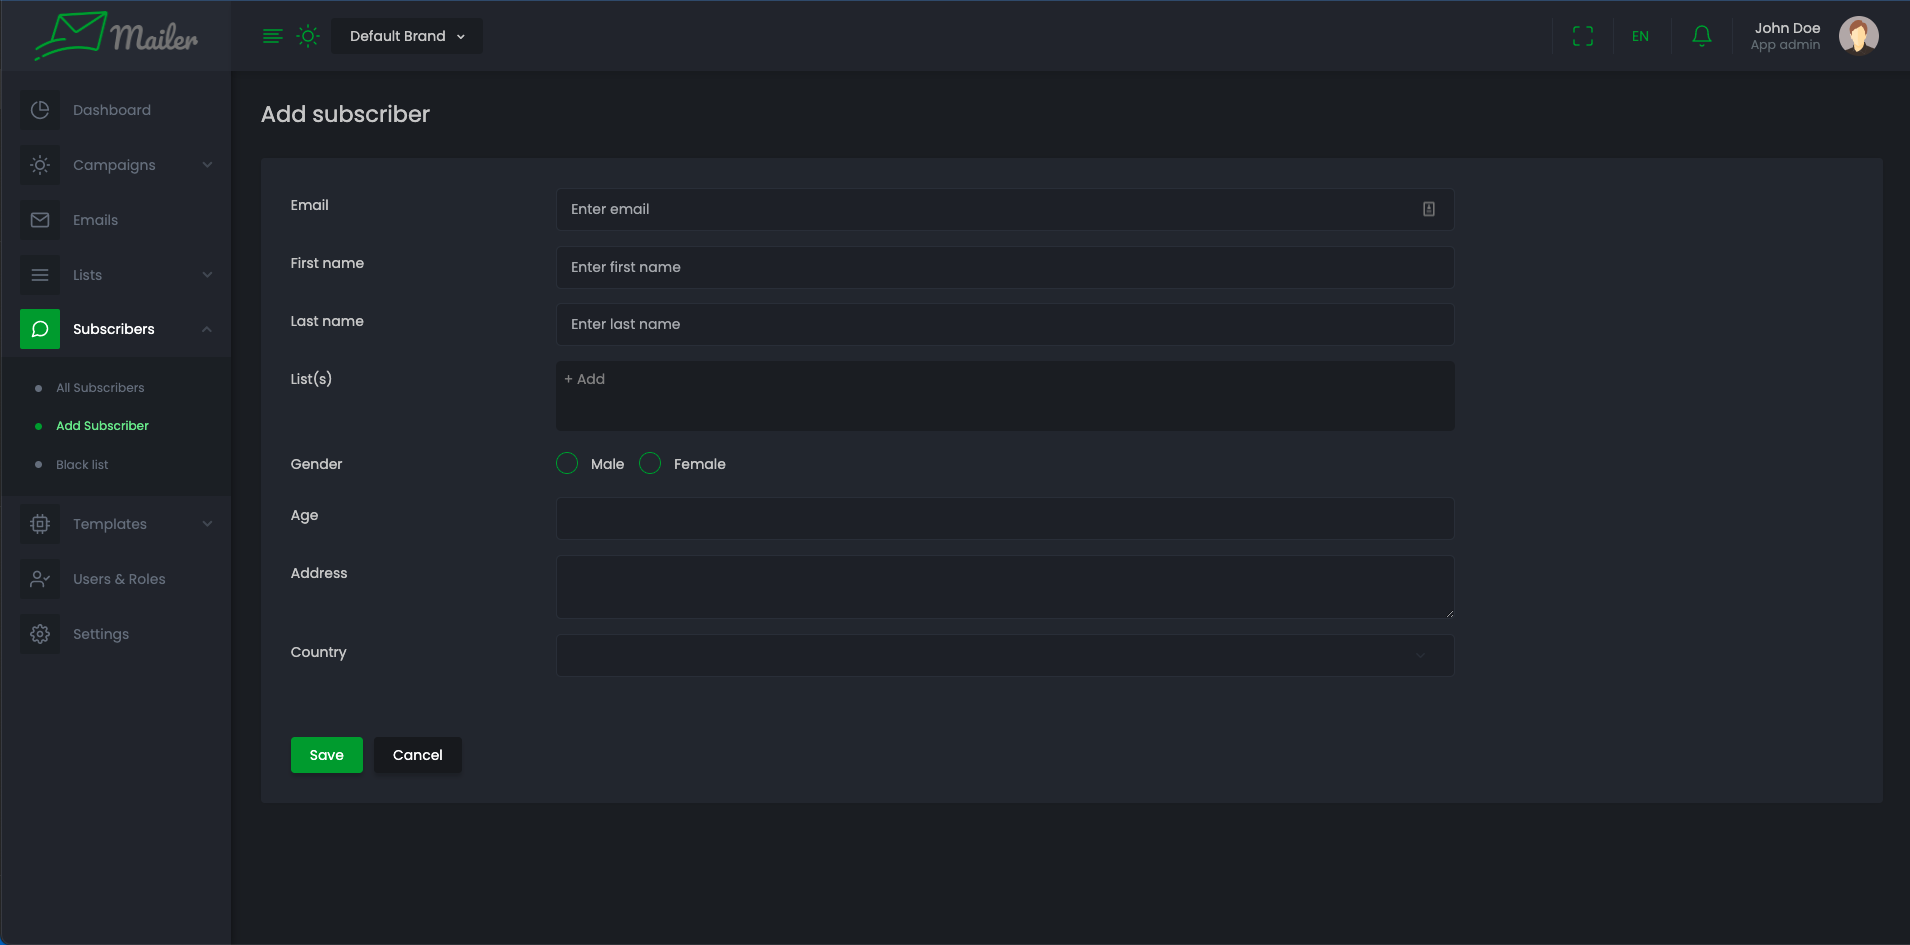 Mailer
Default Brand
EN
John Doe
App admin
Dashboard
Campaigns
Emails
Lists
Subscribers
All Subscribers
Add Subscriber
Black list
Templates
Users & Roles
Settings
Add subscriber
Email
Enter email
First name
Enter first name
Last name
Enter last name
List(s)
+ Add
Gender
Male Female
Age
Address
Country
Save Cancel